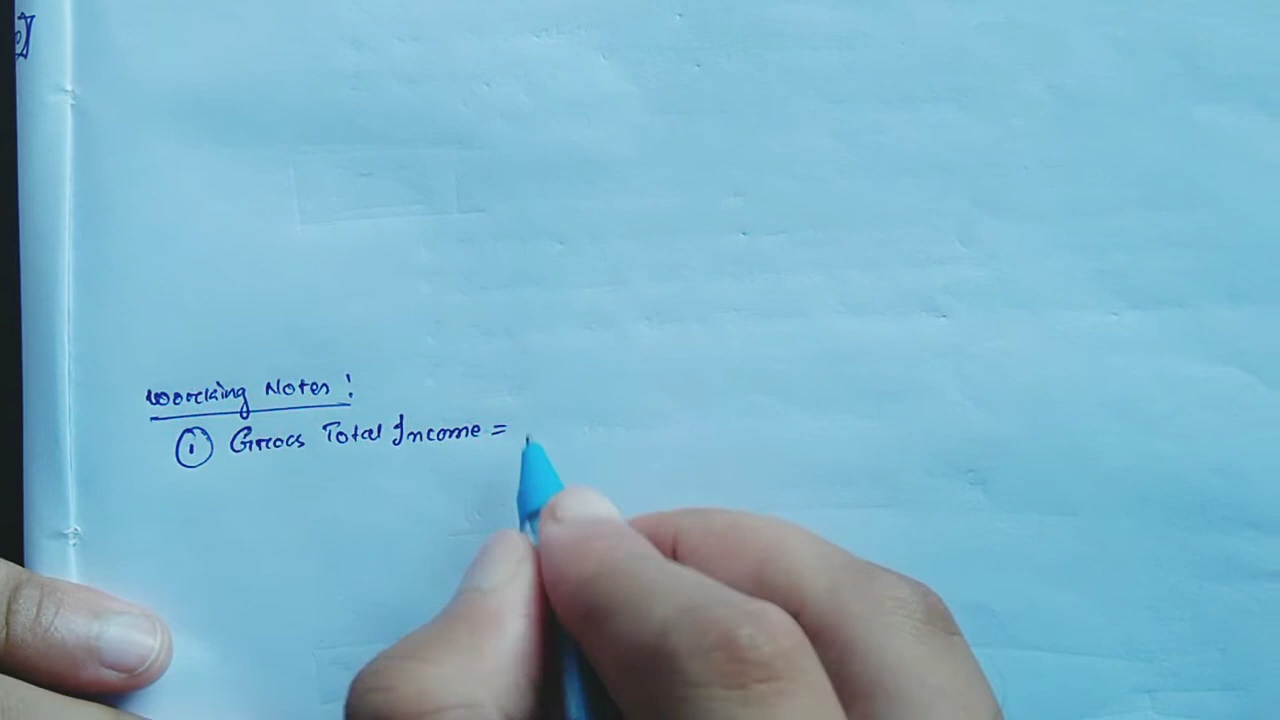 Working Notes :
① Gross Total Income =